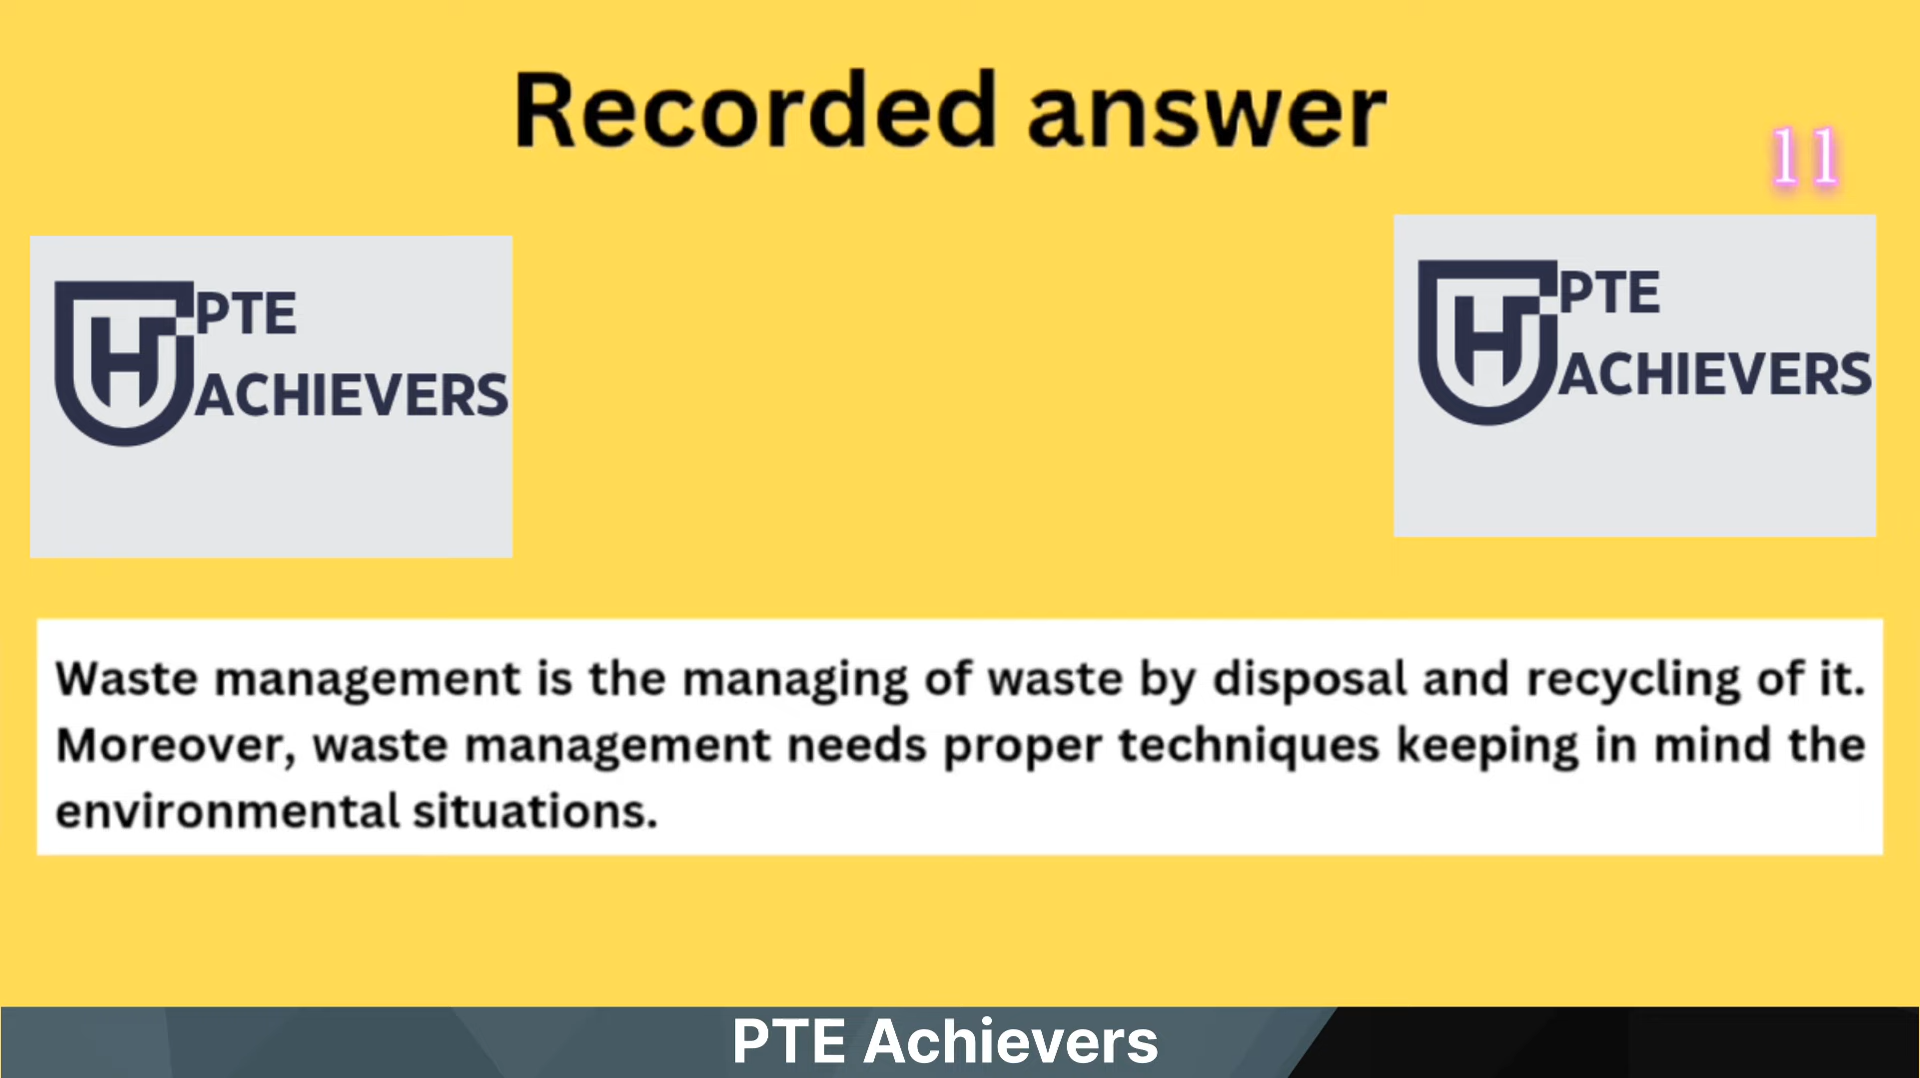 Recorded answer
11
PTE
ACHIEVERS
PTE
ACHIEVERS
Waste management is the managing of waste by disposal and recycling of it.
Moreover, waste management needs proper techniques keeping in mind the
environmental situations.
PTE Achievers